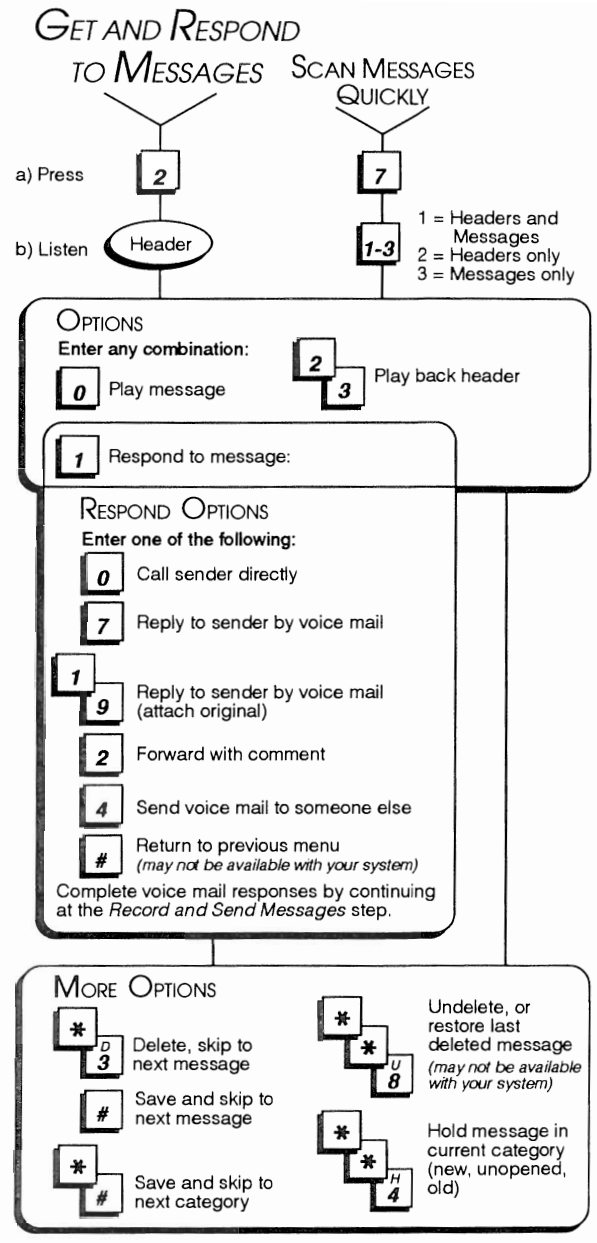 GET AND RESPOND
TO MESSAGES
SCAN MESSAGES
QUICKLY
a) Press
2
7
b) Listen
Header
1-3
1 = Headers and
Messages
2 = Headers only
3 = Messages only
OPTIONS
Enter any combination:
0 Play message
2
3 Play back header
1 Respond to message:
RESPOND OPTIONS
Enter one of the following:
0 Call sender directly
7 Reply to sender by voice mail
1
9 Reply to sender by voice mail
(attach original)
2 Forward with comment
4 Send voice mail to someone else
# Return to previous menu
(may not be available with your system)
Complete voice mail responses by continuing
at the Record and Send Messages step.
MORE OPTIONS
*
D
3 Delete, skip to
next message
# Save and skip to
next message
*
# Save and skip to
next category
*
*
U
8
Undelete, or
restore last
deleted message
(may not be available
with your system)
*
*
H
4
Hold message in
current category
(new, unopened,
old)